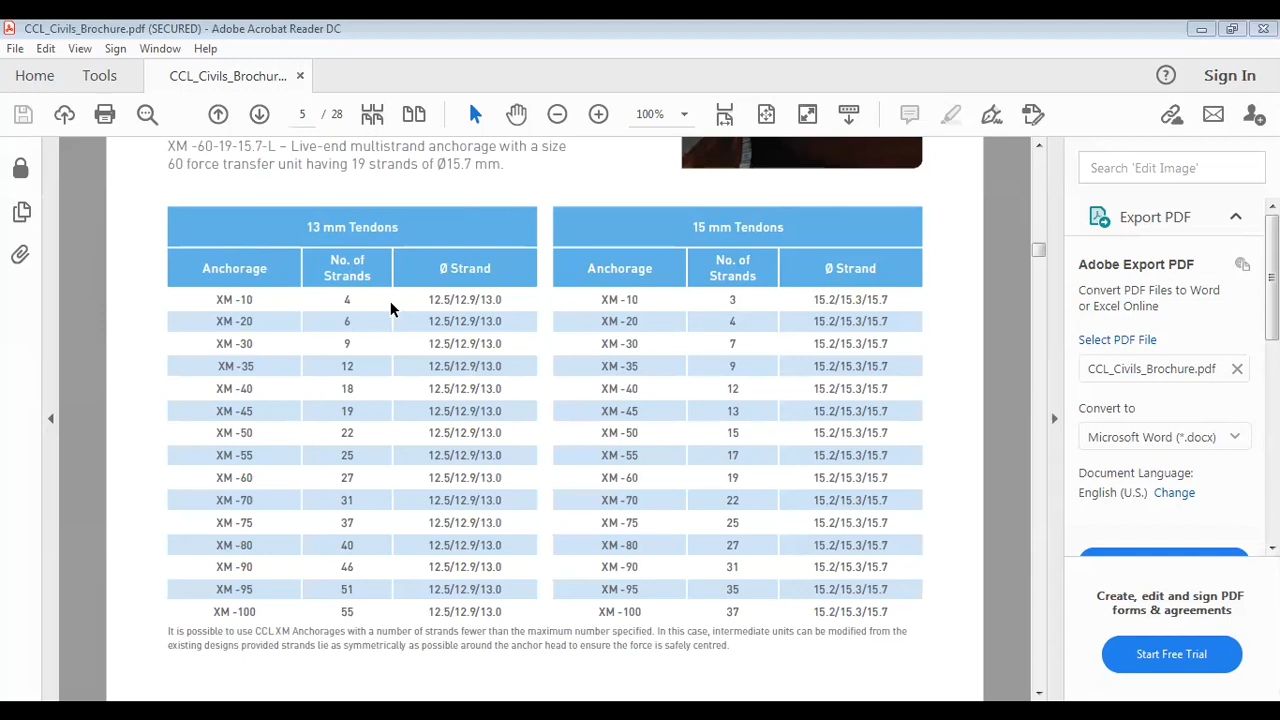 CCL_Civils_Brochure.pdf (SECURED) - Adobe Acrobat Reader DC
File Edit View Sign Window Help
Home Tools CCL_Civils_Brochur... ×
Sign In
5 / 28 100%
XM -60-19-15.7-L – Live-end multistrand anchorage with a size
60 force transfer unit having 19 strands of Ø15.7 mm.
13 mm Tendons 15 mm Tendons
Anchorage No. of Strands Ø Strand Anchorage No. of Strands Ø Strand
XM -10 4 12.5/12.9/13.0 XM -10 3 15.2/15.3/15.7
XM -20 6 12.5/12.9/13.0 XM -20 4 15.2/15.3/15.7
XM -30 9 12.5/12.9/13.0 XM -30 7 15.2/15.3/15.7
XM -35 12 12.5/12.9/13.0 XM -35 9 15.2/15.3/15.7
XM -40 18 12.5/12.9/13.0 XM -40 12 15.2/15.3/15.7
XM -45 19 12.5/12.9/13.0 XM -45 13 15.2/15.3/15.7
XM -50 22 12.5/12.9/13.0 XM -50 15 15.2/15.3/15.7
XM -55 25 12.5/12.9/13.0 XM -55 17 15.2/15.3/15.7
XM -60 27 12.5/12.9/13.0 XM -60 19 15.2/15.3/15.7
XM -70 31 12.5/12.9/13.0 XM -70 22 15.2/15.3/15.7
XM -75 37 12.5/12.9/13.0 XM -75 25 15.2/15.3/15.7
XM -80 40 12.5/12.9/13.0 XM -80 27 15.2/15.3/15.7
XM -90 46 12.5/12.9/13.0 XM -90 31 15.2/15.3/15.7
XM -95 51 12.5/12.9/13.0 XM -95 35 15.2/15.3/15.7
XM -100 55 12.5/12.9/13.0 XM -100 37 15.2/15.3/15.7
It is possible to use CCL XM Anchorages with a number of strands fewer than the maximum number specified. In this case, intermediate units can be modified from the
existing designs provided strands lie as symmetrically as possible around the anchor head to ensure the force is safely centred.
Search 'Edit Image'
Export PDF
Adobe Export PDF
Convert PDF Files to Word
or Excel Online
Select PDF File
CCL_Civils_Brochure.pdf ×
Convert to
Microsoft Word (*.docx)
Document Language:
English (U.S.) Change
Create, edit and sign PDF
forms & agreements
Start Free Trial